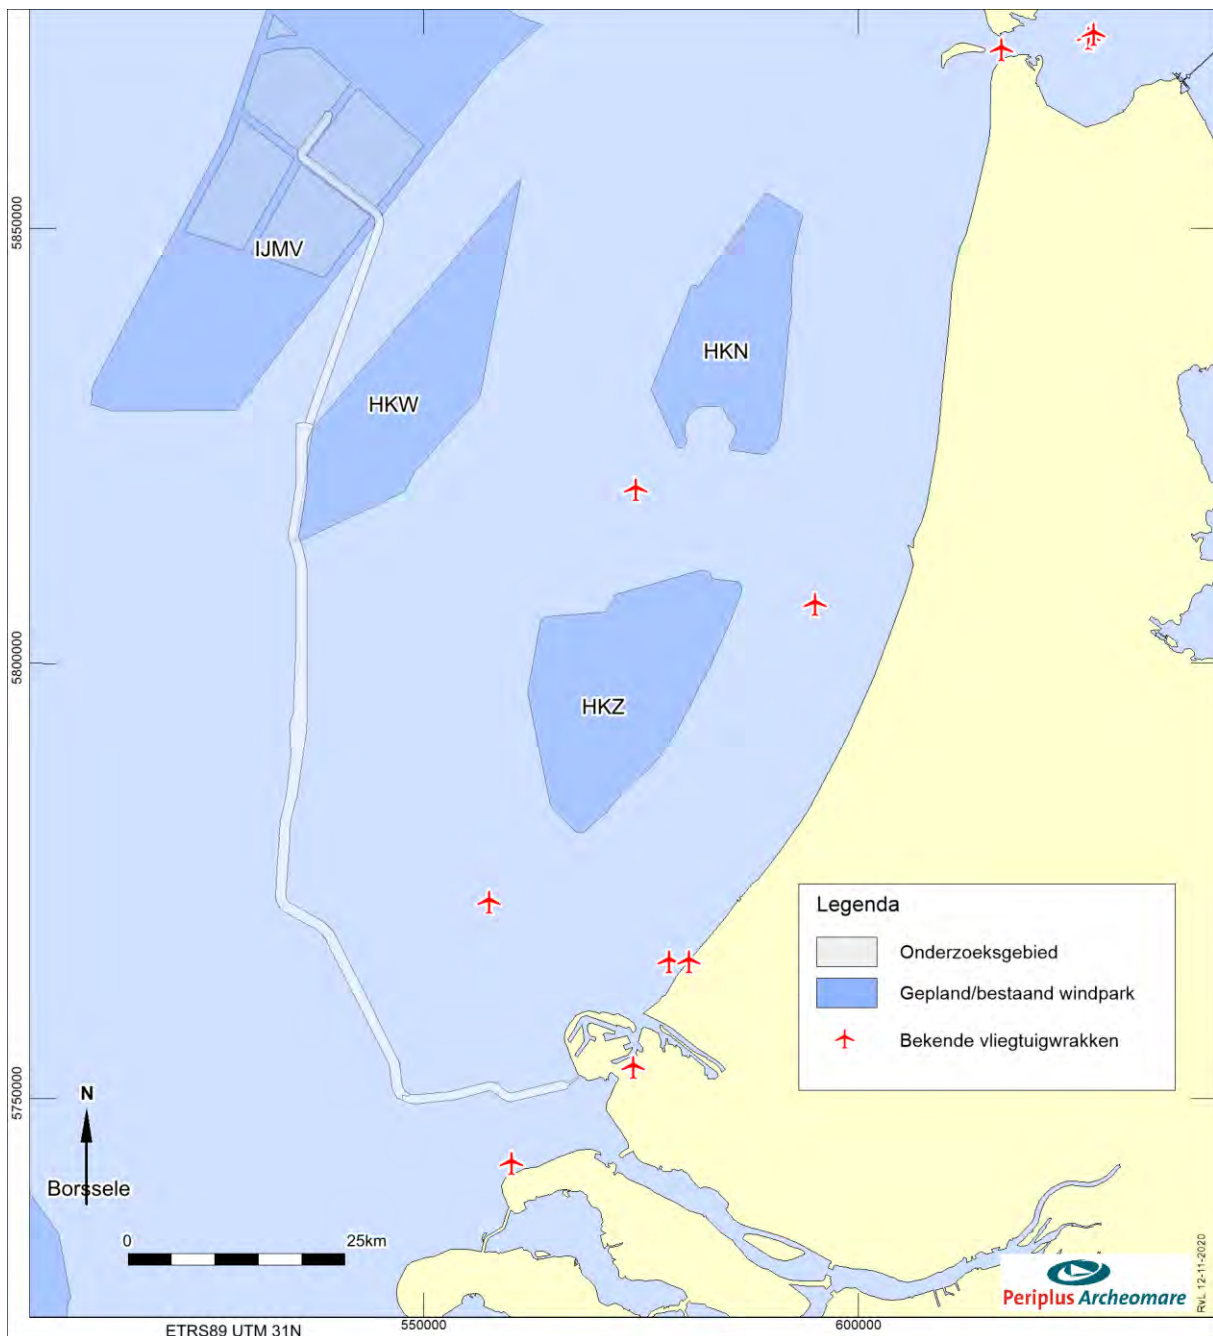 5850000
IJMV
HKN
HKW
5800000
HKZ
Legenda
Onderzoeksgebied
Gepland/bestaand windpark
Bekende vliegtuigwrakken
5750000
N
Borssele
0 25km
Periplus Archeomare
RvL 12-11-2020
ETRS89 UTM 31N
550000
600000